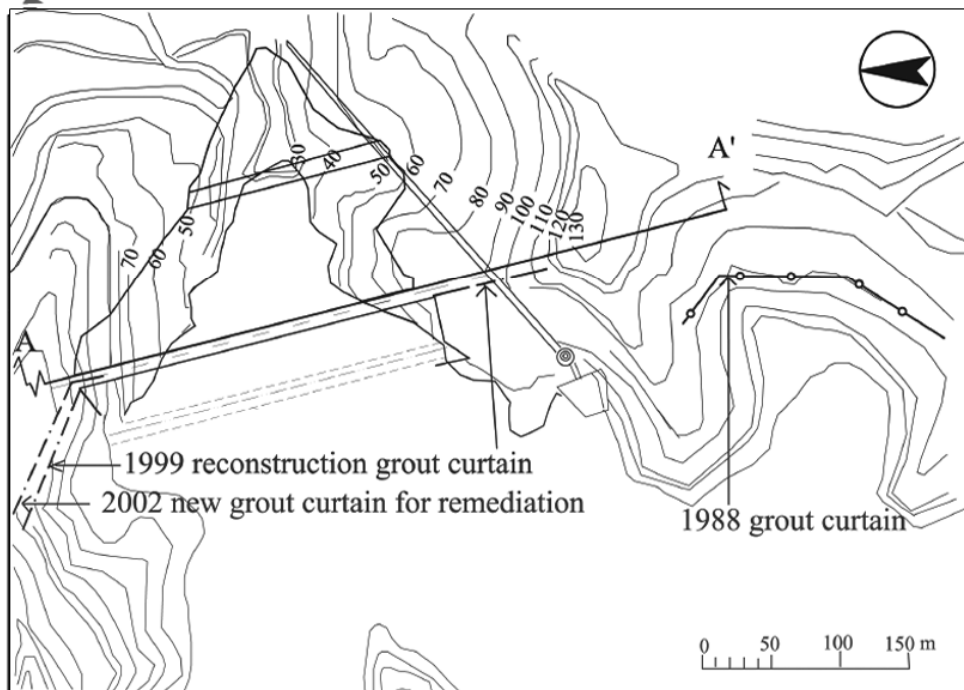 A'
30
40
50
60
70
80
90
100
110
120
130
50
60
70
A
1999 reconstruction grout curtain
2002 new grout curtain for remediation
1988 grout curtain
0 50 100 150 m